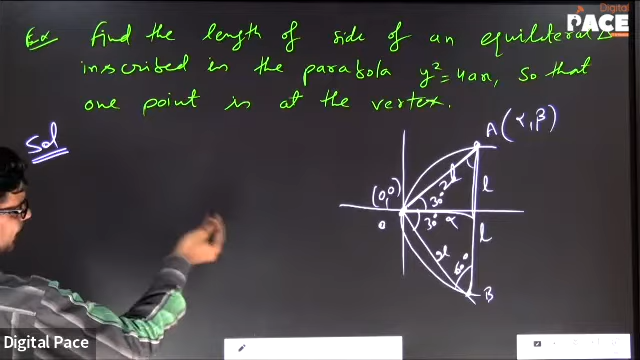 Digital
PACE
Ex Find the length of side of an equilateral Δ
inscribed in the parabola y² = 4ax, so that
one point is at the vertex.
Sol
A(α, β)
(0,0)
2l
l
30°
30°
α
0
l
2l
60°
B
Digital Pace